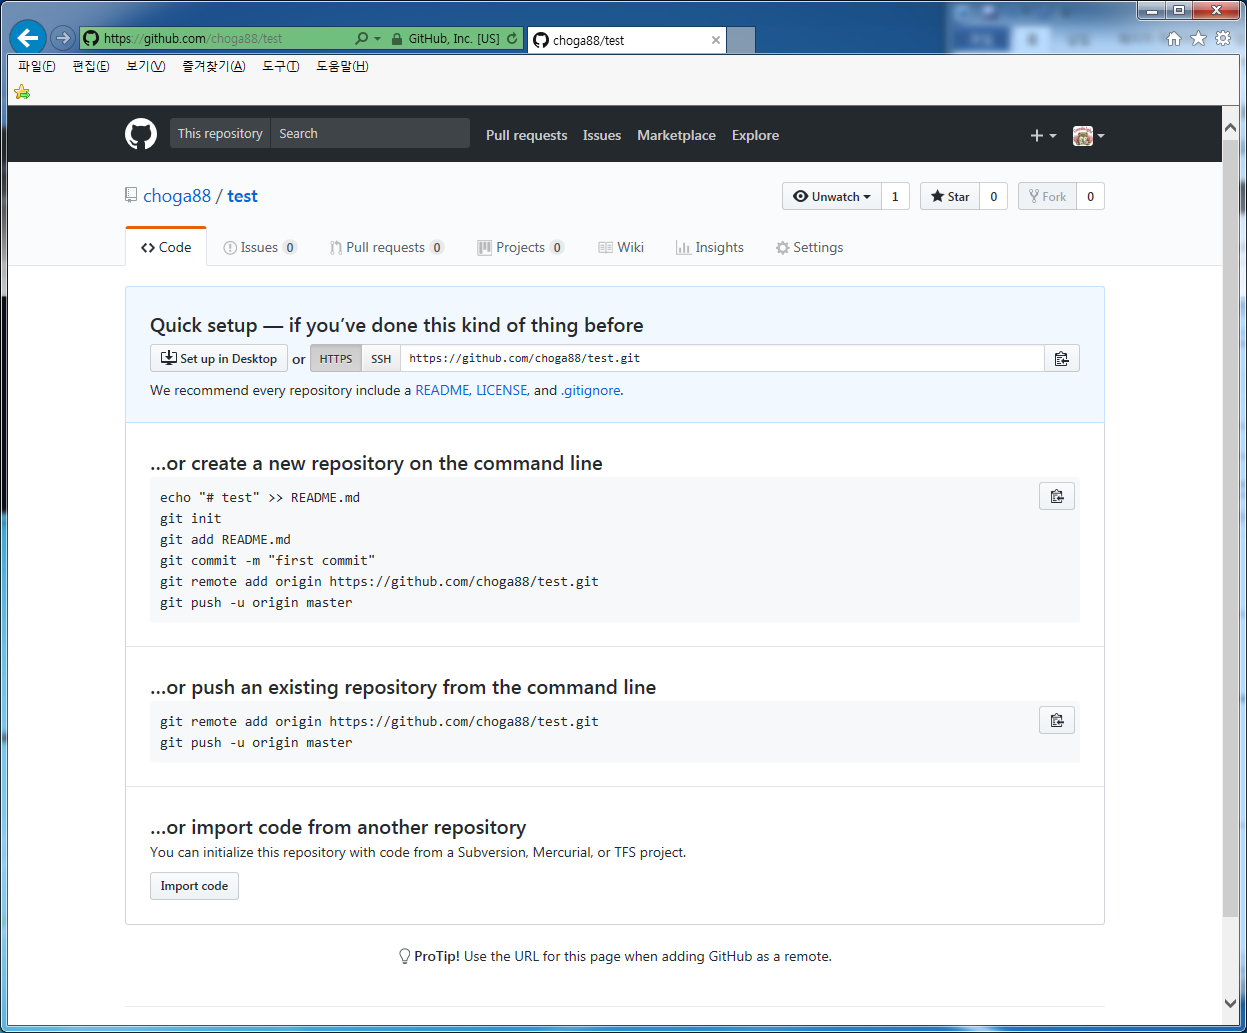 https://github.com/choga88/test
GitHub, Inc. [US]
choga88/test
파일(F) 편집(E) 보기(V) 즐겨찾기(A) 도구(T) 도움말(H)
This repository Search Pull requests Issues Marketplace Explore
choga88 / test
Unwatch 1 Star 0 Fork 0
Code Issues 0 Pull requests 0 Projects 0 Wiki Insights Settings
Quick setup — if you’ve done this kind of thing before
Set up in Desktop or HTTPS SSH https://github.com/choga88/test.git
We recommend every repository include a README, LICENSE, and .gitignore.
…or create a new repository on the command line
echo "# test" >> README.md
git init
git add README.md
git commit -m "first commit"
git remote add origin https://github.com/choga88/test.git
git push -u origin master
…or push an existing repository from the command line
git remote add origin https://github.com/choga88/test.git
git push -u origin master
…or import code from another repository
You can initialize this repository with code from a Subversion, Mercurial, or TFS project.
Import code
ProTip! Use the URL for this page when adding GitHub as a remote.